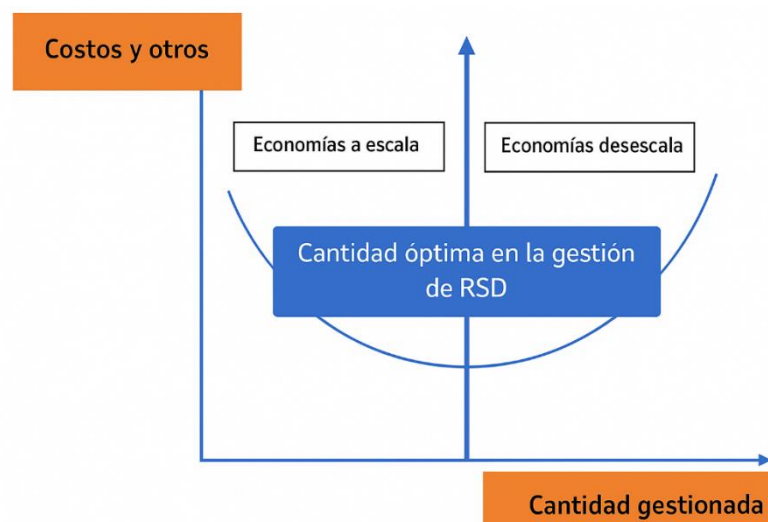 Costos y otros
Economías a escala
Economías desescala
Cantidad óptima en la gestión
de RSD
Cantidad gestionada